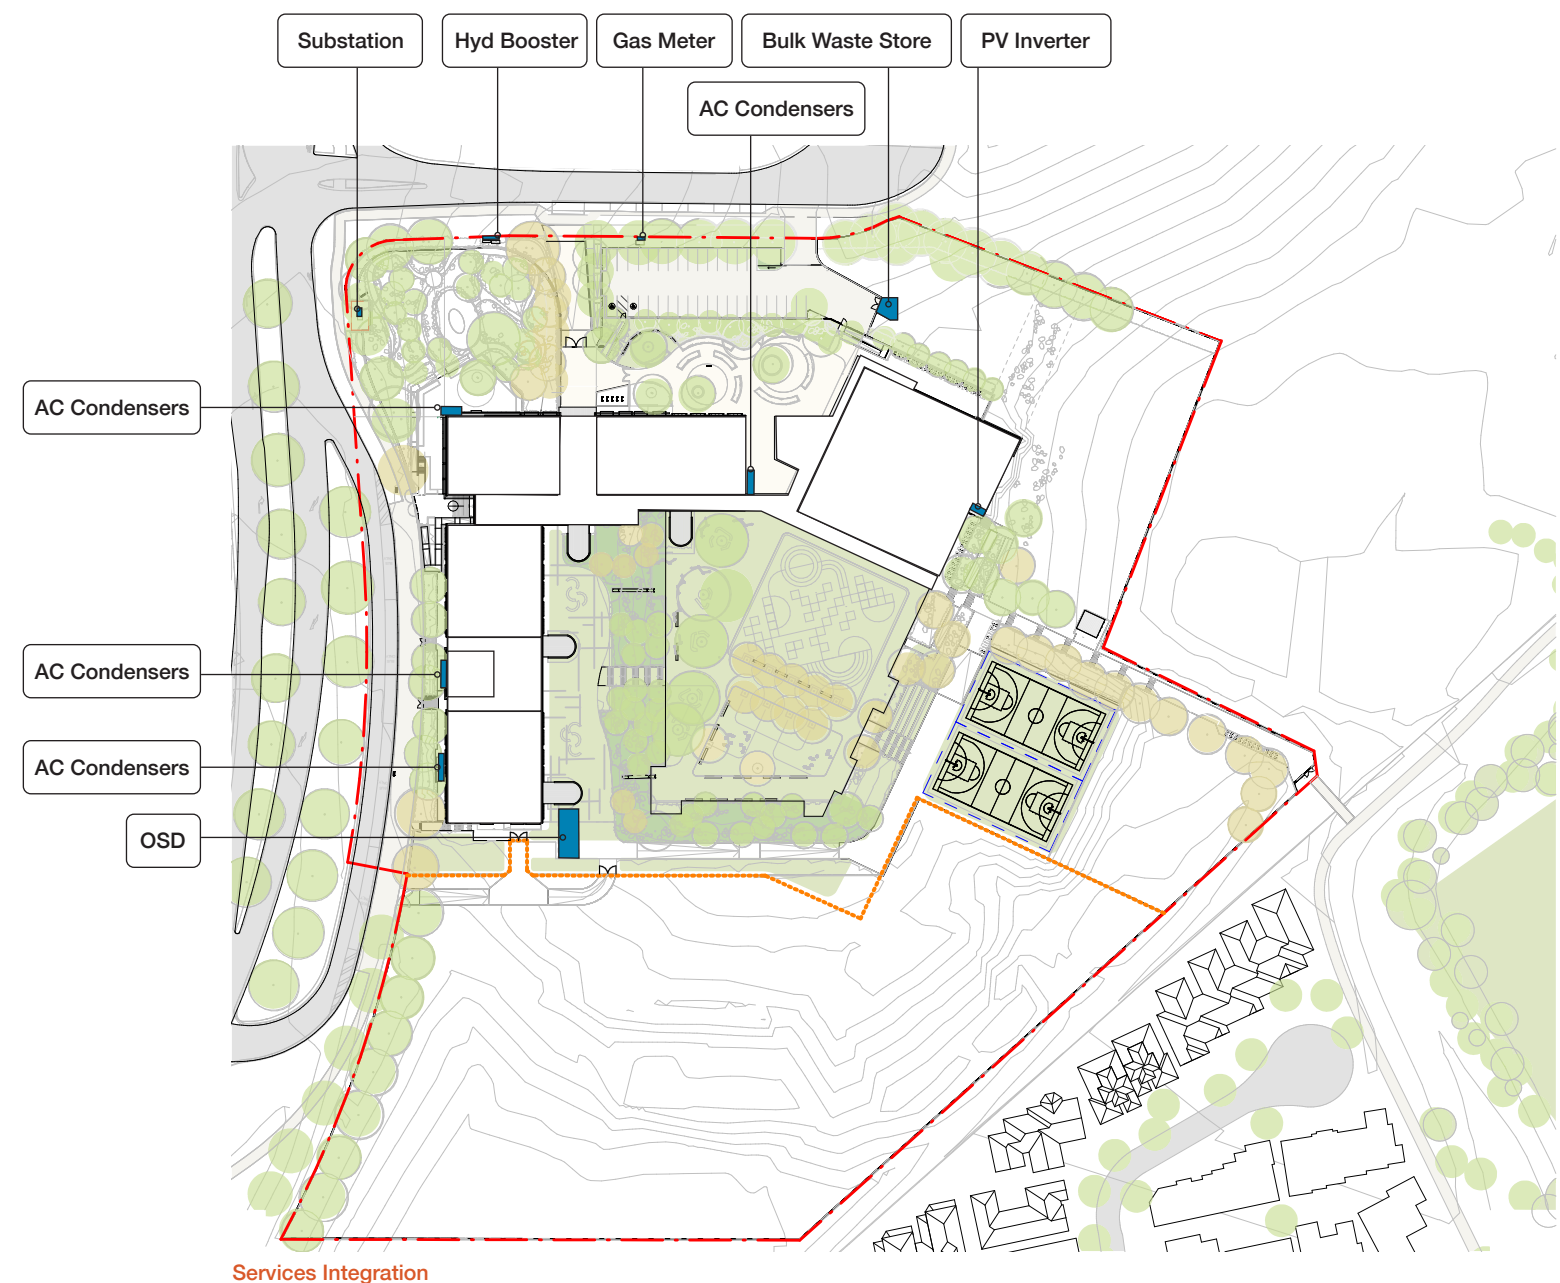 Substation
Hyd Booster
Gas Meter
Bulk Waste Store
PV Inverter
AC Condensers
AC Condensers
AC Condensers
AC Condensers
OSD
Services Integration